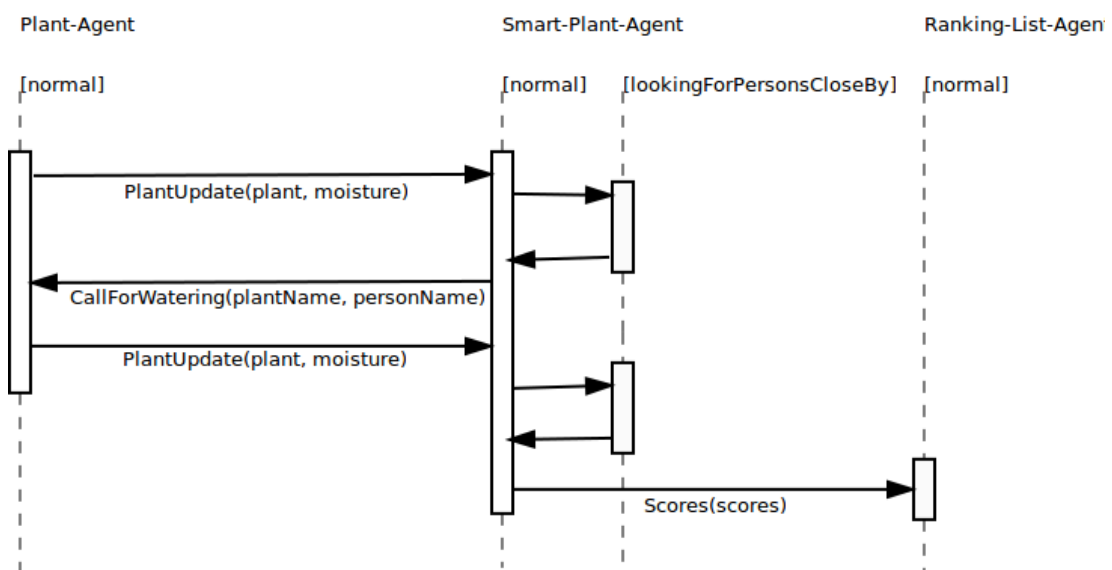 Plant-Agent
Smart-Plant-Agent
Ranking-List-Agent
[normal]
[normal]
[lookingForPersonsCloseBy]
[normal]
PlantUpdate(plant, moisture)
CallForWatering(plantName, personName)
PlantUpdate(plant, moisture)
Scores(scores)